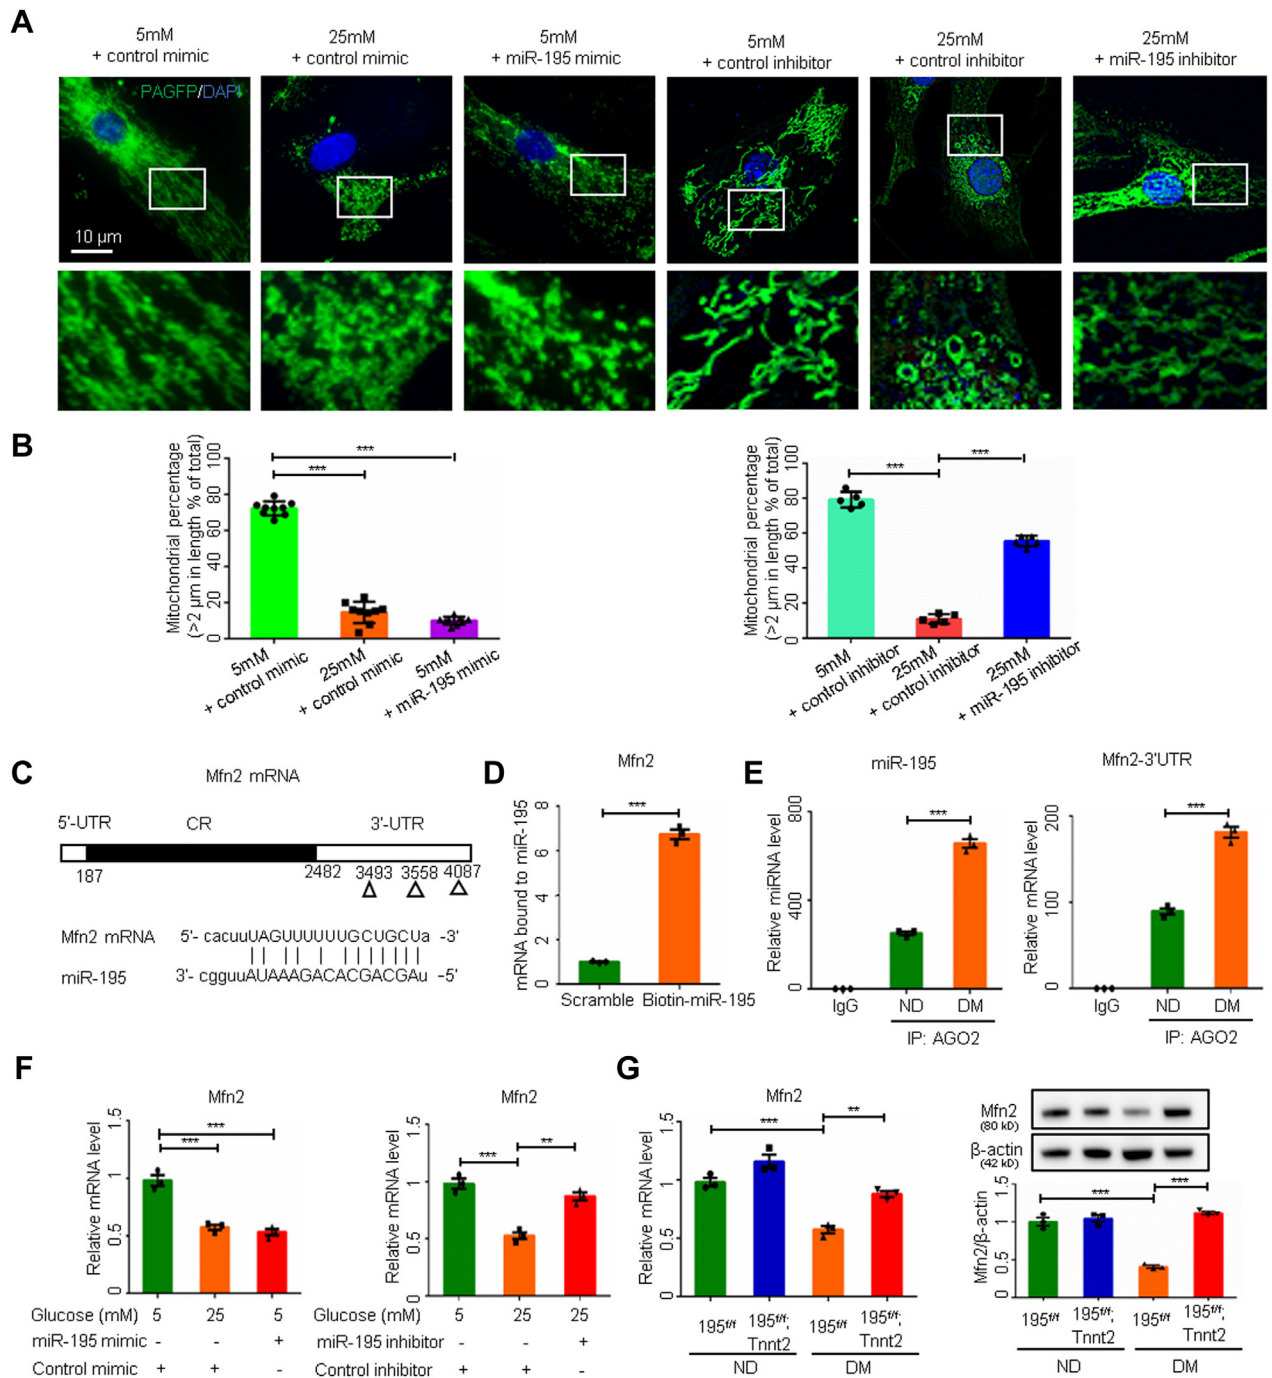 A
5mM
+ control mimic
25mM
+ control mimic
5mM
+ miR-195 mimic
5mM
+ control inhibitor
25mM
+ control inhibitor
25mM
+ miR-195 inhibitor
PAGFP/DAPI
10 µm
B
Mitochondrial percentage
(>2 µm in length % of total)
100
80
60
40
20
0
***
***
5mM
+ control mimic
25mM
+ control mimic
5mM
+ miR-195 mimic
Mitochondrial percentage
(>2 µm in length % of total)
100
80
60
40
20
0
***
***
5mM
+ control inhibitor
25mM
+ control inhibitor
25mM
+ miR-195 inhibitor
C
Mfn2 mRNA
5'-UTR CR 3'-UTR
187 2482 3493 3558 4087
Mfn2 mRNA 5'- cacuuUAGUUUUUUGCUGCUa -3'
miR-195 3'- cgguuAUAAAGACACGACGAu -5'
D
Mfn2
mRNA bound to miR-195
8
6
4
2
0
***
Scramble Biotin-miR-195
E
miR-195
Relative miRNA level
800
400
0
***
IgG ND DM
IP: AGO2
Mfn2-3'UTR
Relative mRNA level
200
100
0
***
IgG ND DM
IP: AGO2
F
Mfn2
Relative mRNA level
1.5
1
0.5
0
***
***
Glucose (mM) 5 25 5
miR-195 mimic - - +
Control mimic + + -
Mfn2
Relative mRNA level
1.5
1
0.5
0
***
**
Glucose (mM) 5 25 25
miR-195 inhibitor - - +
Control inhibitor + + -
G
Mfn2
Relative mRNA level
1.5
1
0.5
0
***
**
195f/f 195f/f; Tnnt2 195f/f 195f/f; Tnnt2
ND DM
Mfn2
(80 kD)
β-actin
(42 kD)
Mfn2/β-actin
1.5
1
0.5
0
***
***
195f/f 195f/f; Tnnt2 195f/f 195f/f; Tnnt2
ND DM